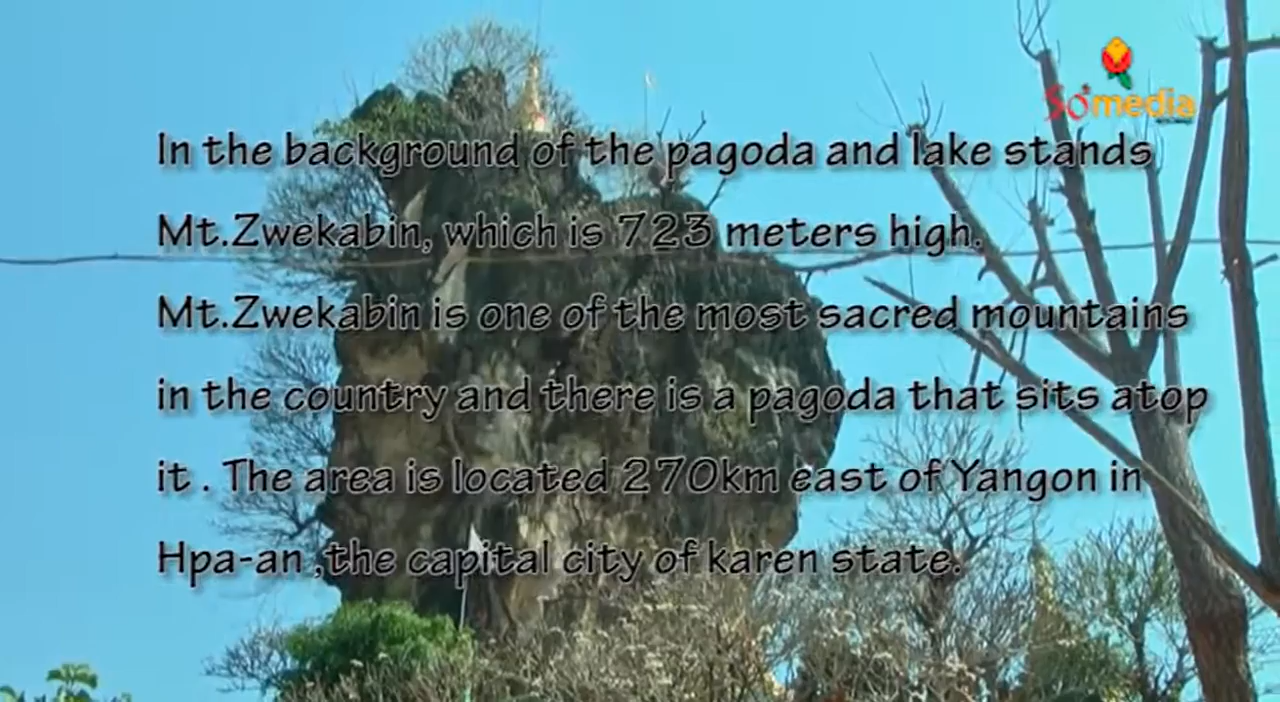 So'media
In the background of the pagoda and lake stands
Mt.Zwekabin, which is 723 meters high.
Mt.Zwekabin is one of the most sacred mountains
in the country and there is a pagoda that sits atop
it . The area is located 270km east of Yangon in
Hpa-an ,the capital city of karen state.